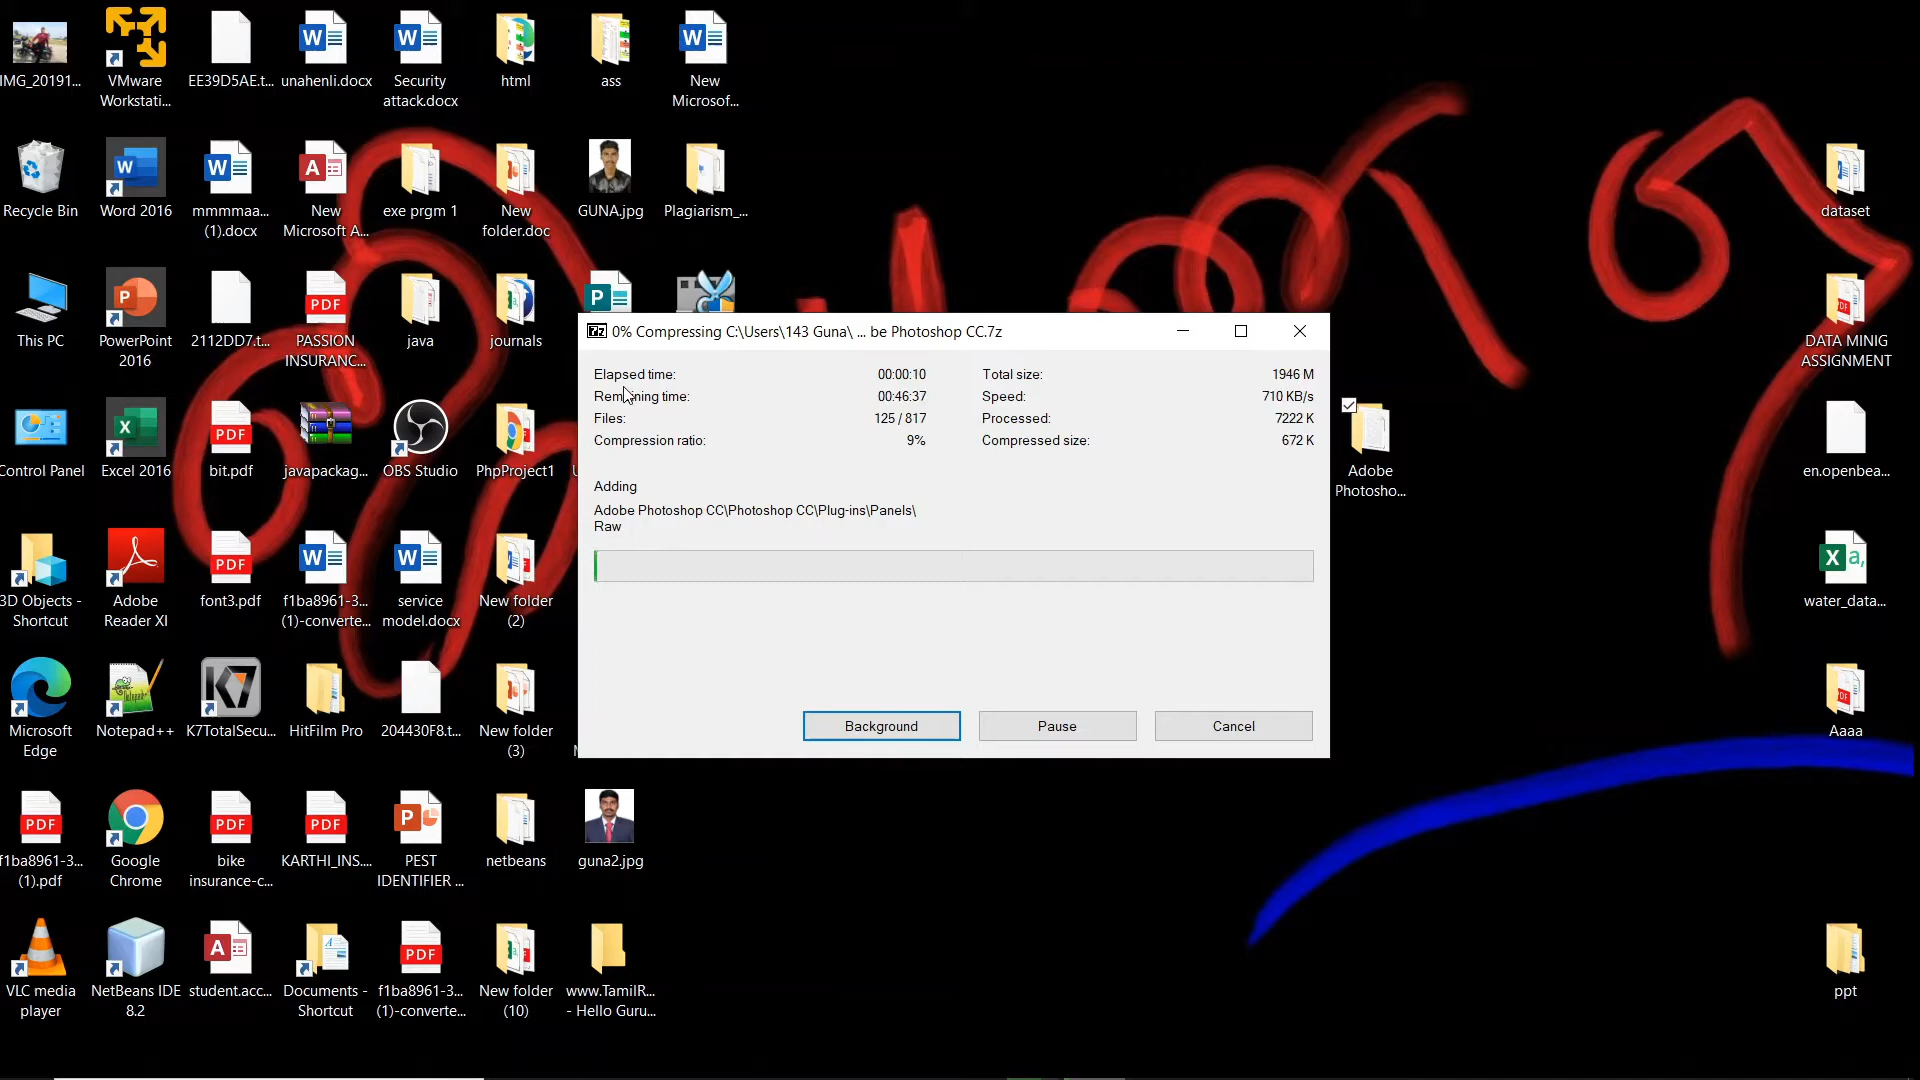 IMG_20191...
VMware
Workstati...
EE39D5AE.t...
unahenli.docx
Security
attack.docx
html
ass
New
Microsof...
Recycle Bin
Word 2016
mmmmaa...
(1).docx
New
Microsoft A...
exe prgm 1
New
folder.doc
GUNA.jpg
Plagiarism_...
dataset
This PC
PowerPoint
2016
2112DD7.t...
PASSION
INSURANC...
java
journals
DATA MINIG
ASSIGNMENT
7z 0% Compressing C:\Users\143 Guna\ ... be Photoshop CC.7z
Elapsed time: 00:00:10 Total size: 1946 M
Remaining time: 00:46:37 Speed: 710 KB/s
Files: 125 / 817 Processed: 7222 K
Compression ratio: 9% Compressed size: 672 K
Adding
Adobe Photoshop CC\Photoshop CC\Plug-ins\Panels\
Raw
Background Pause Cancel
Control Panel
Excel 2016
bit.pdf
javapackag...
OBS Studio
PhpProject1
Adobe
Photosho...
en.openbea...
3D Objects -
Shortcut
Adobe
Reader XI
font3.pdf
f1ba8961-3...
(1)-converte...
service
model.docx
New folder
(2)
water_data...
Microsoft
Edge
Notepad++
K7TotalSecu...
HitFilm Pro
204430F8.t...
New folder
(3)
Aaaa
f1ba8961-3...
(1).pdf
Google
Chrome
bike
insurance-c...
KARTHI_INS....
PEST
IDENTIFIER ...
netbeans
guna2.jpg
VLC media
player
NetBeans IDE
8.2
student.acc...
Documents -
Shortcut
f1ba8961-3...
(1)-converte...
New folder
(10)
www.TamilR...
- Hello Guru...
ppt